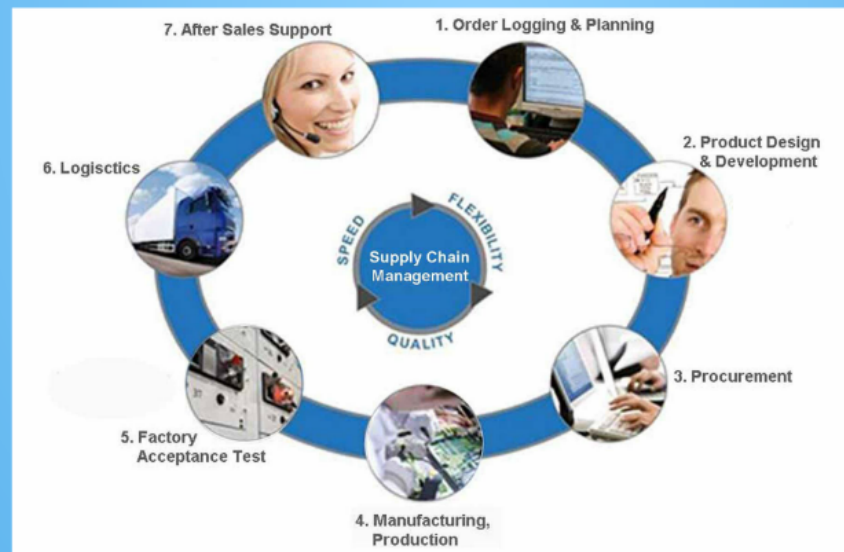 7. After Sales Support
1. Order Logging & Planning
2. Product Design
& Development
6. Logisctics
SPEED
FLEXIBILITY
Supply Chain
Management
QUALITY
3. Procurement
5. Factory
Acceptance Test
4. Manufacturing,
Production